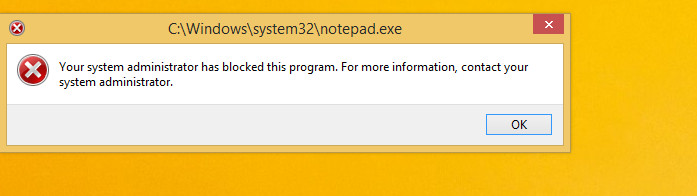 C:\Windows\system32\notepad.exe
Your system administrator has blocked this program. For more information, contact your
system administrator.
OK